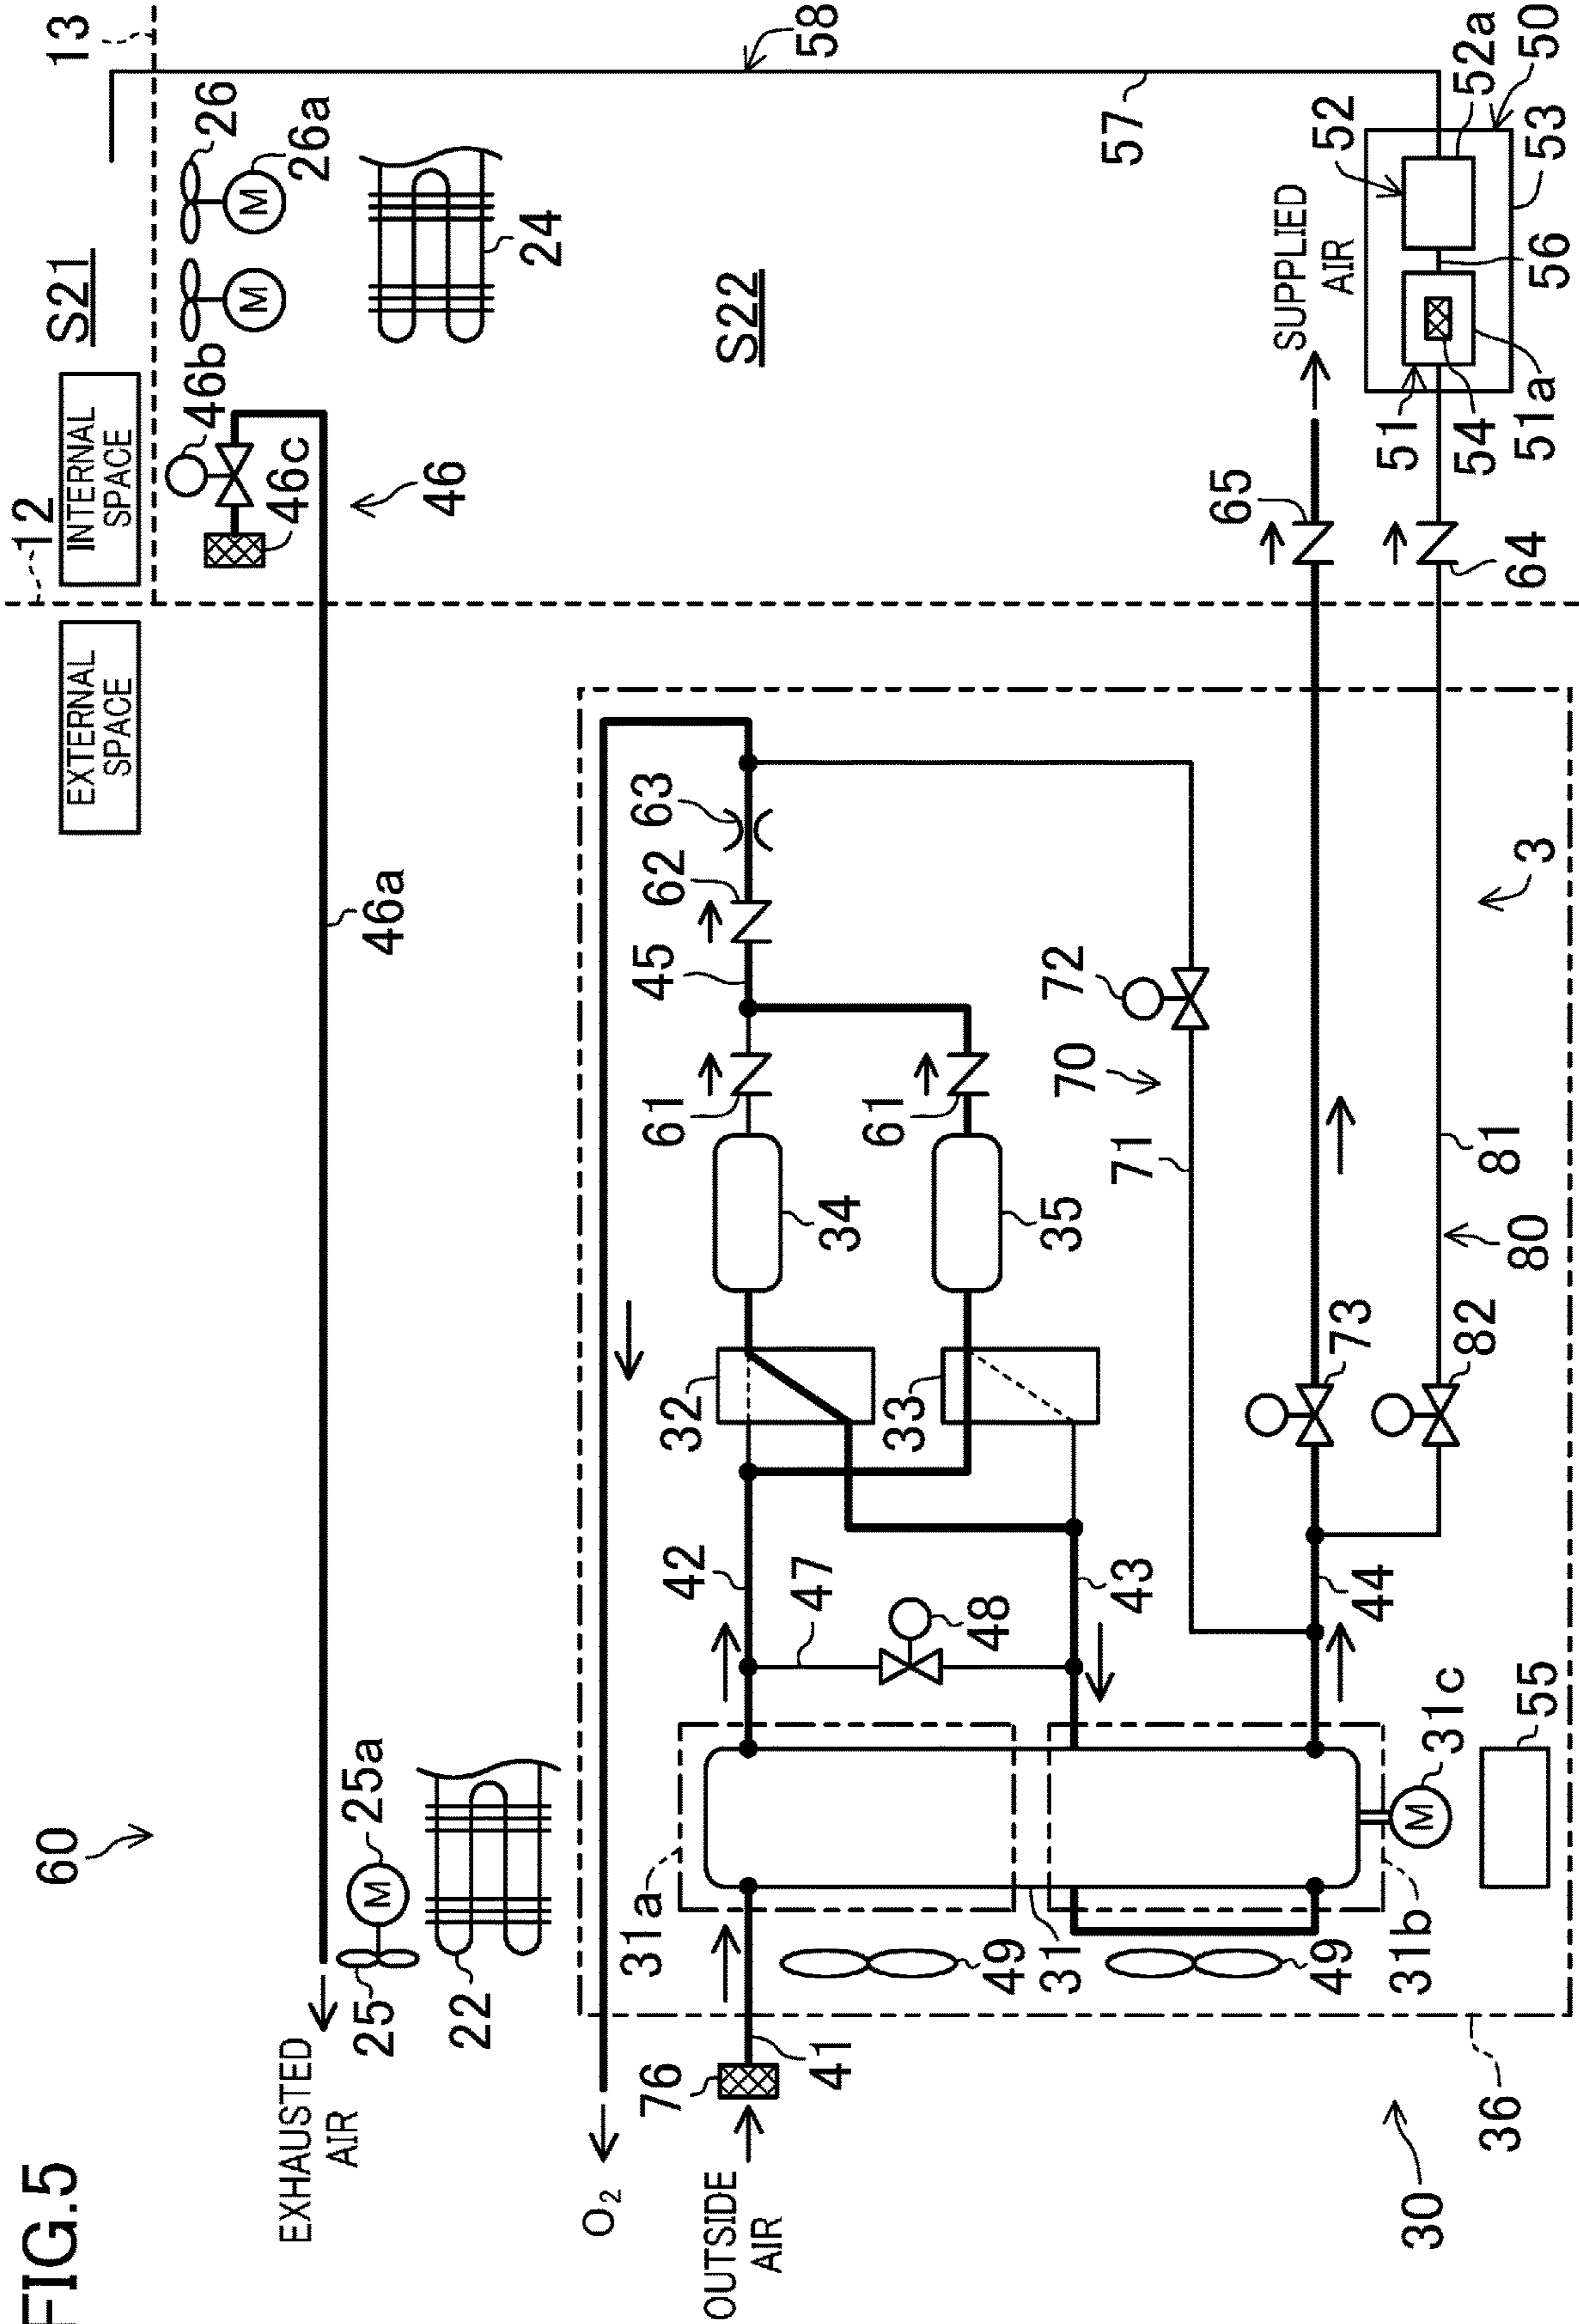 FIG.5
60
EXTERNAL
SPACE
12
INTERNAL
SPACE
S21
13
EXHAUSTED
AIR
25
25a
M
22
46a
46
46b
46c
M
M
26
26a
24
S22
58
57
O₂
OUTSIDE
AIR
76
41
31a
31
49
49
31b
31c
M
55
42
47
48
43
44
32
33
34
35
61
61
45
62
63
70
71
72
73
82
80
81
3
65
64
SUPPLIED
AIR
51
54
51a
56
52
52a
50
53
30
36